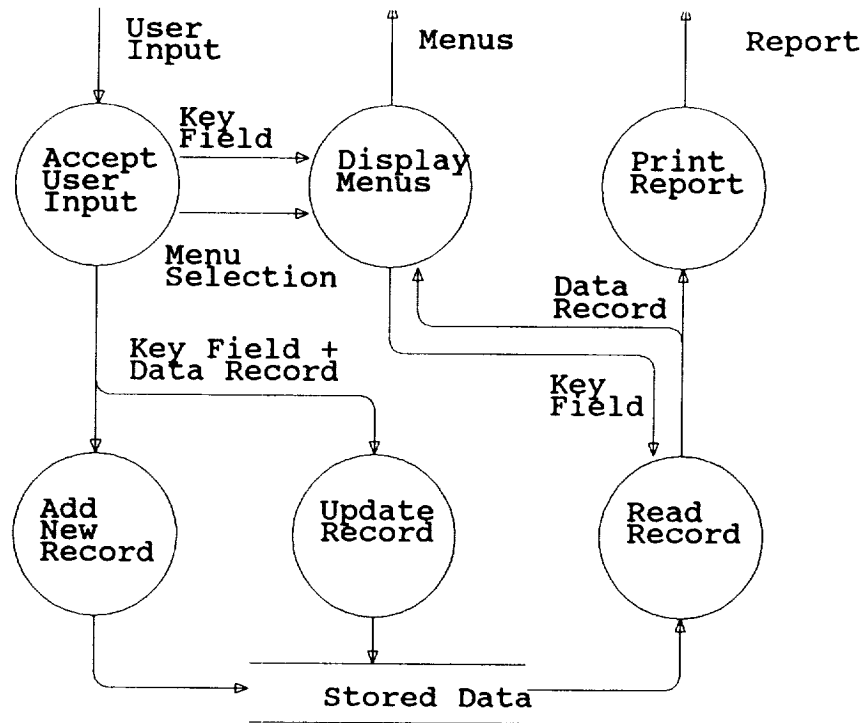 User
Input
Menus
Report
Key
Field
Accept
User
Input
Display
Menus
Print
Report
Menu
Selection
Data
Record
Key Field +
Data Record
Key
Field
Add
New
Record
Update
Record
Read
Record
Stored Data